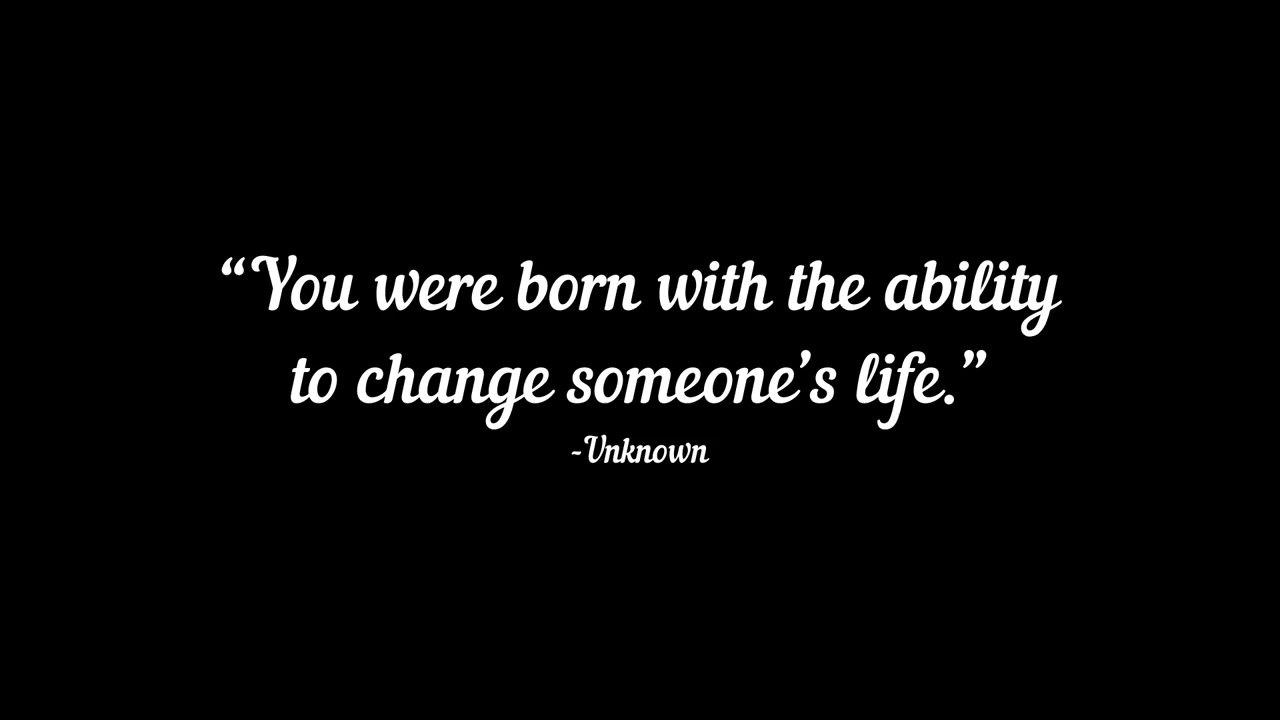 “You were born with the ability
to change someone’s life.”
-Unknown